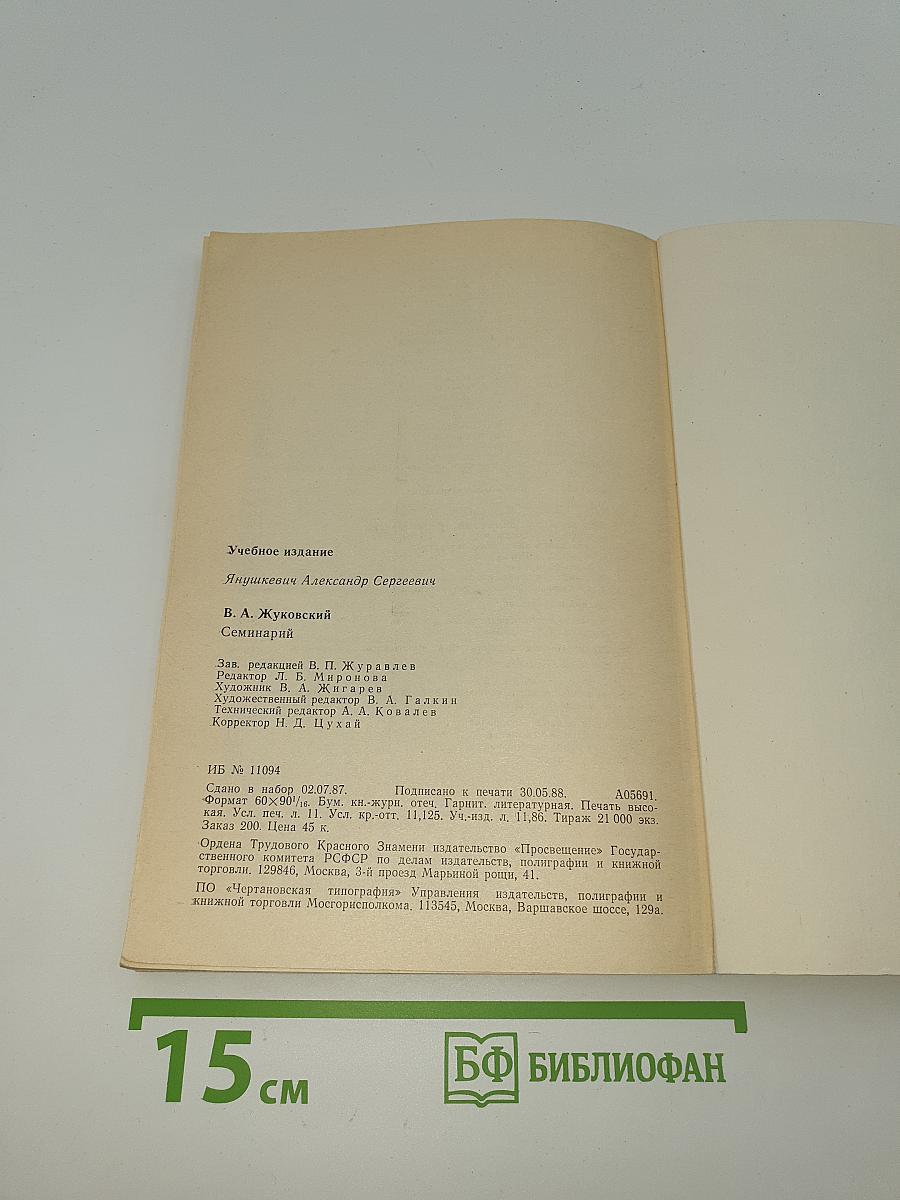 Учебное издание
Янушкевич Александр Сергеевич
В. А. Жуковский
Семинарий
Зав. редакцией В. П. Журавлев
Редактор Л. Б. Миронова
Художник В. А. Жигарев
Художественный редактор В. А. Галкин
Технический редактор А. А. Ковалев
Корректор Н. Д. Цухай
ИБ № 11094
Сдано в набор 02.07.87. Подписано к печати 30.05.88. А05691.
Формат 60×90¹/₁₆. Бум. кн.-журн. отеч. Гарнит. литературная. Печать высо-
кая. Усл. печ. л. 11. Усл. кр.-отт. 11,125. Уч.-изд. л. 11,86. Тираж 21 000 экз.
Заказ 200. Цена 45 к.
Ордена Трудового Красного Знамени издательство «Просвещение» Государ-
ственного комитета РСФСР по делам издательств, полиграфии и книжной
торговли. 129846, Москва, 3-й проезд Марьиной рощи, 41.
ПО «Чертановская типография» Управления издательств, полиграфии и
книжной торговли Мосгорисполкома. 113545, Москва, Варшавское шоссе, 129а.
15 см
БФ БИБЛИОФАН